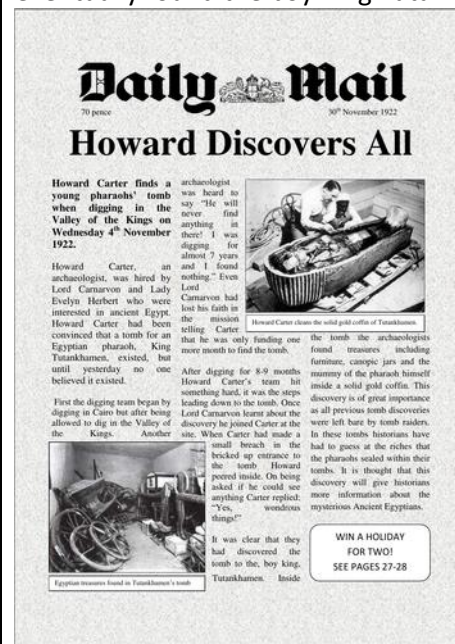 Daily Mail
70 pence
30th November 1922
Howard Discovers All
Howard Carter finds a
young pharaohs' tomb
when digging in the
Valley of the Kings on
Wednesday 4th November
1922.
Howard Carter, an
archaeologist, was hired by
Lord Carnarvon and Lady
Evelyn Herbert who were
interested in ancient Egypt.
Howard Carter had been
convinced that a tomb for an
Egyptian pharaoh, King
Tutankhamen, existed, but
until yesterday no one
believed it existed.
First the digging team began by
digging in Cairo but after being
allowed to dig in the Valley of
the Kings. Another
archaeologist
was heard to
say "He will
never find
anything in
there! I was
digging for
almost 7 years
and I found
nothing." Even
Lord
Carnarvon had
lost his faith in
the mission
telling Carter
that he was only funding one
more month to find the tomb.
After digging for 8-9 months
Howard Carter's team hit
something hard, it was the steps
leading down to the tomb. Once
Lord Carnarvon learnt about the
discovery he joined Carter at the
site. When Carter had made a
small breach in the
bricked up entrance to
the tomb Howard
peered inside. On being
asked if he could see
anything Carter replied:
"Yes, wondrous
things!"
It was clear that they
had discovered the
tomb to the, boy king,
Tutankhamen. Inside
Howard Carter cleans the solid gold coffin of Tutankhamen.
the tomb the archaeologists
found treasures including
furniture, canopic jars and the
mummy of the pharaoh himself
inside a solid gold coffin. This
discovery is of great importance
as all previous tomb discoveries
were left bare by tomb raiders.
In these tombs historians have
had to guess at the riches that
the pharaohs sealed within their
tombs. It is thought that this
discovery will give historians
more information about the
mysterious Ancient Egyptians.
Egyptian treasures found in Tutankhamen's tomb
WIN A HOLIDAY
FOR TWO!
SEE PAGES 27-28